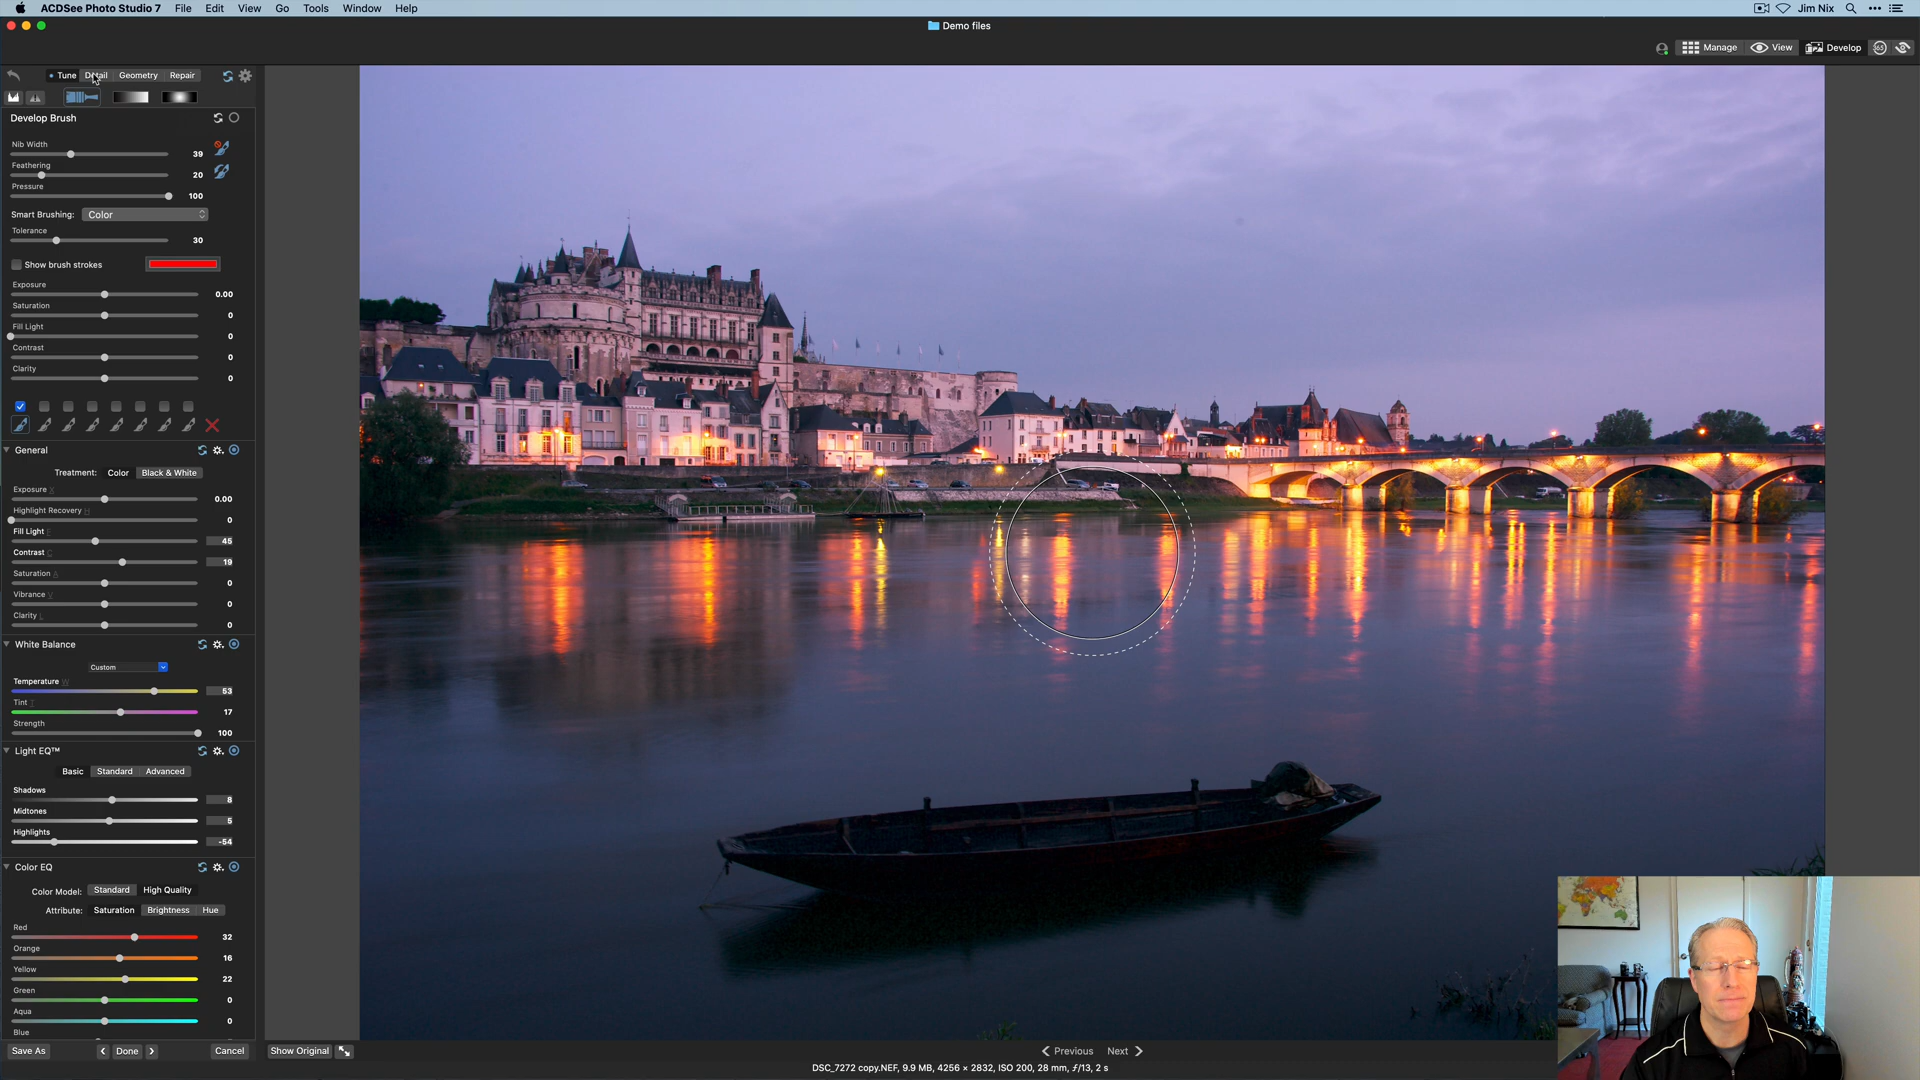 ACDSee Photo Studio 7 File Edit View Go Tools Window Help Jim Nix
Demo files
Manage View Develop 365
Tune Detail Geometry Repair
Develop Brush
Nib Width
39
Feathering
20
Pressure
100
Smart Brushing: Color
Tolerance
30
Show brush strokes
Exposure
0.00
Saturation
0
Fill Light
0
Contrast
0
Clarity
0
General
Treatment: Color Black & White
Exposure X
0.00
Highlight Recovery H
0
Fill Light F
45
Contrast C
19
Saturation A
0
Vibrance V
0
Clarity L
0
White Balance
Custom
Temperature W
53
Tint I
17
Strength
100
Light EQ™
Basic Standard Advanced
Shadows
8
Midtones
5
Highlights
-54
Color EQ
Color Model: Standard High Quality
Attribute: Saturation Brightness Hue
Red
32
Orange
16
Yellow
22
Green
0
Aqua
0
Blue
Save As Done Cancel Show Original Previous Next
DSC_7272 copy.NEF, 9.9 MB, 4256 × 2832, ISO 200, 28 mm, ƒ/13, 2 s